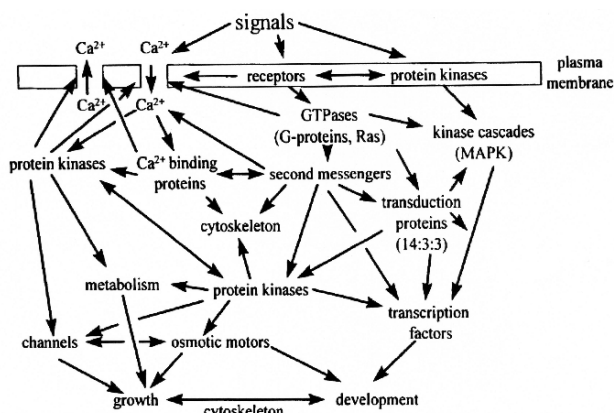 signals
Ca²⁺ Ca²⁺
plasma
membrane
receptors protein kinases
Ca²⁺ Ca²⁺
GTPases
(G-proteins, Ras)
kinase cascades
(MAPK)
protein kinases
Ca²⁺ binding
proteins
second messengers
transduction
proteins
(14:3:3)
cytoskeleton
metabolism
protein kinases
transcription
factors
channels
osmotic motors
growth
development
cytoskeleton